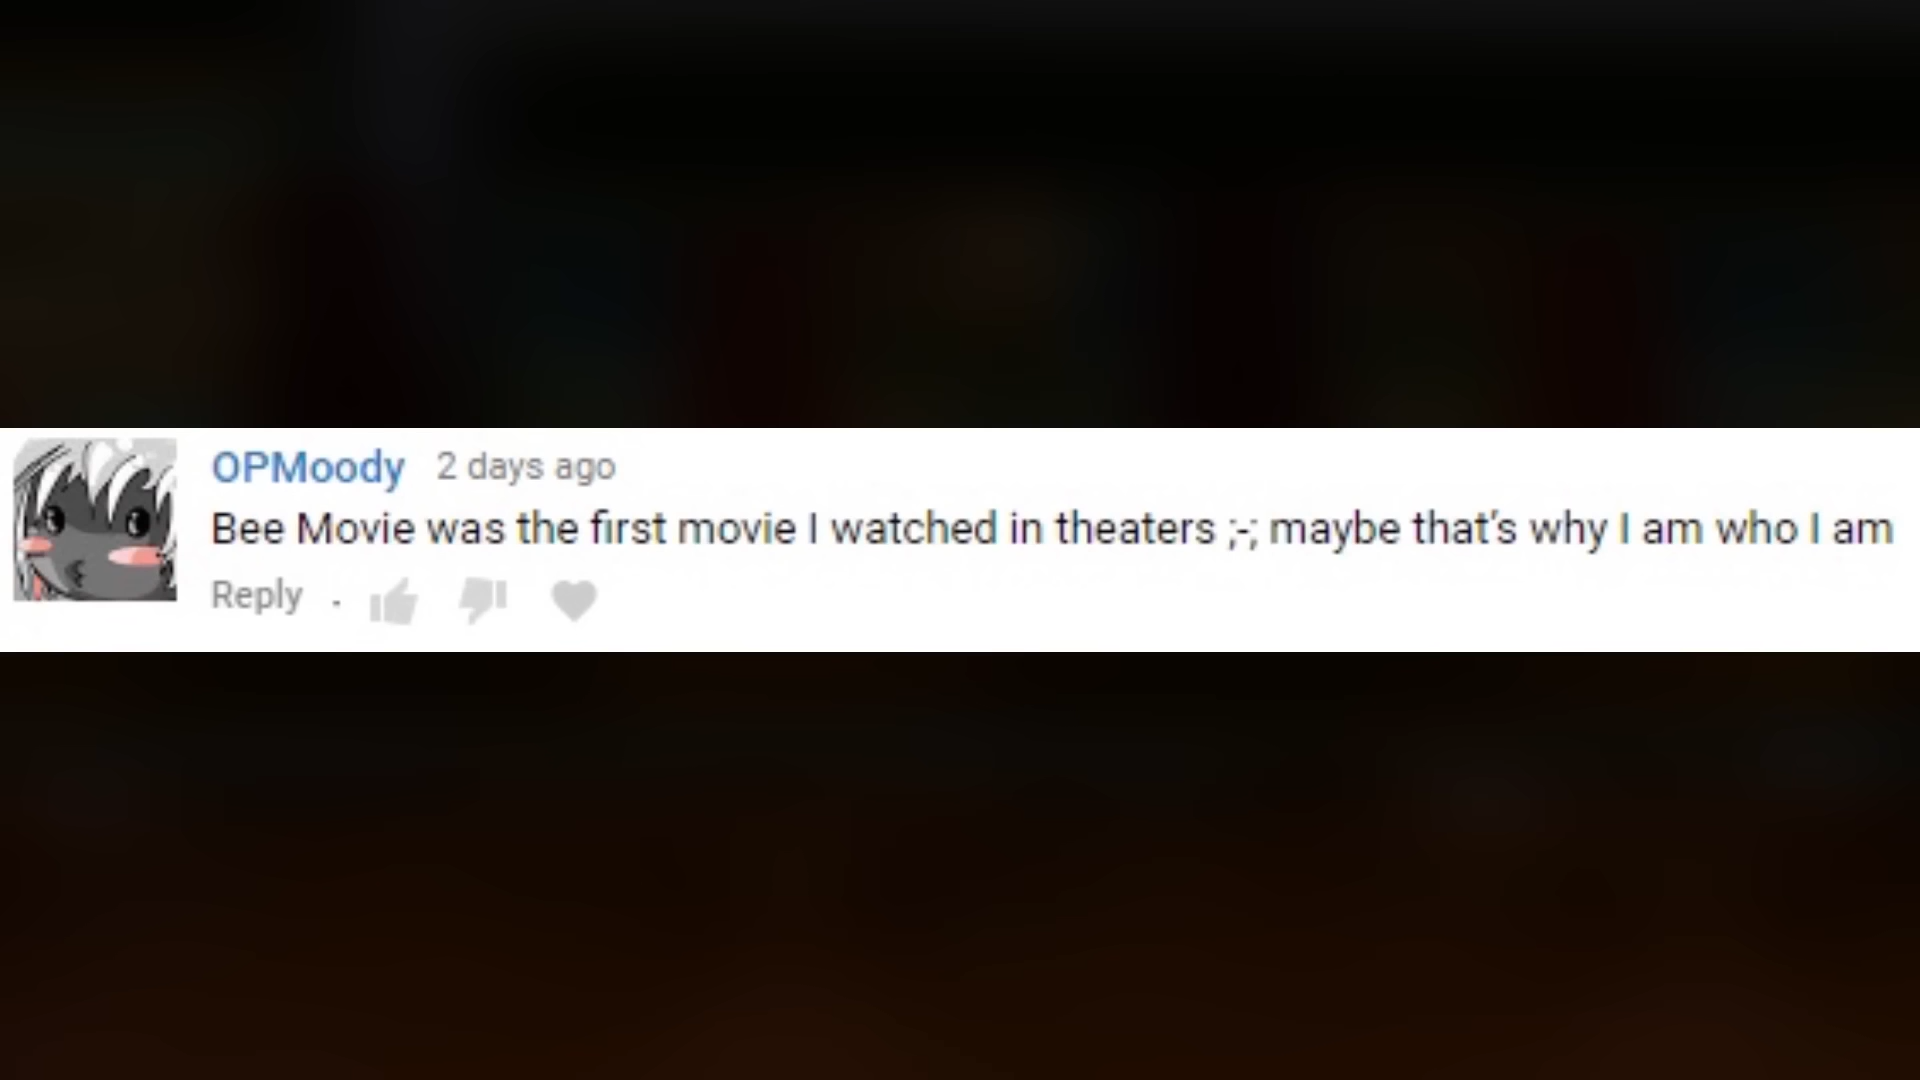 OPMoody 2 days ago
Bee Movie was the first movie I watched in theaters ;-; maybe that's why I am who I am
Reply .